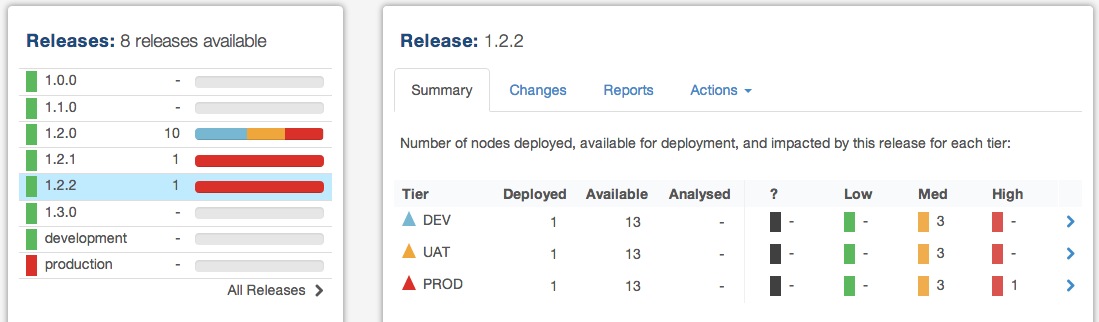 Releases: 8 releases available
1.0.0 -
1.1.0 -
1.2.0 10
1.2.1 1
1.2.2 1
1.3.0 -
development -
production -
All Releases
Release: 1.2.2
Summary Changes Reports Actions
Number of nodes deployed, available for deployment, and impacted by this release for each tier:
Tier Deployed Available Analysed ? Low Med High
DEV 1 13 - - - 3 -
UAT 1 13 - - - 3 -
PROD 1 13 - - - 3 1